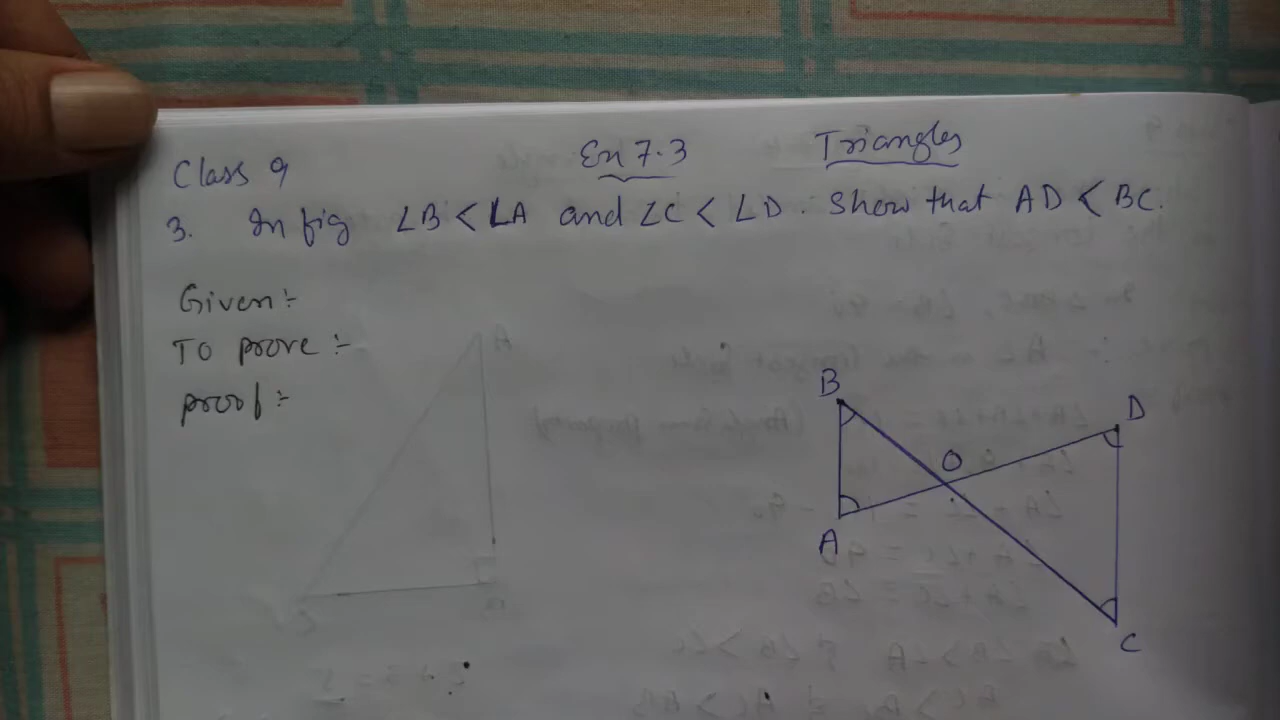 Class 9 Ex 7.3 Triangles
3. In fig ∠B < ∠A and ∠C < ∠D. Show that AD < BC.
Given :-
To prove :-
proof :-
B
D
O
A
C